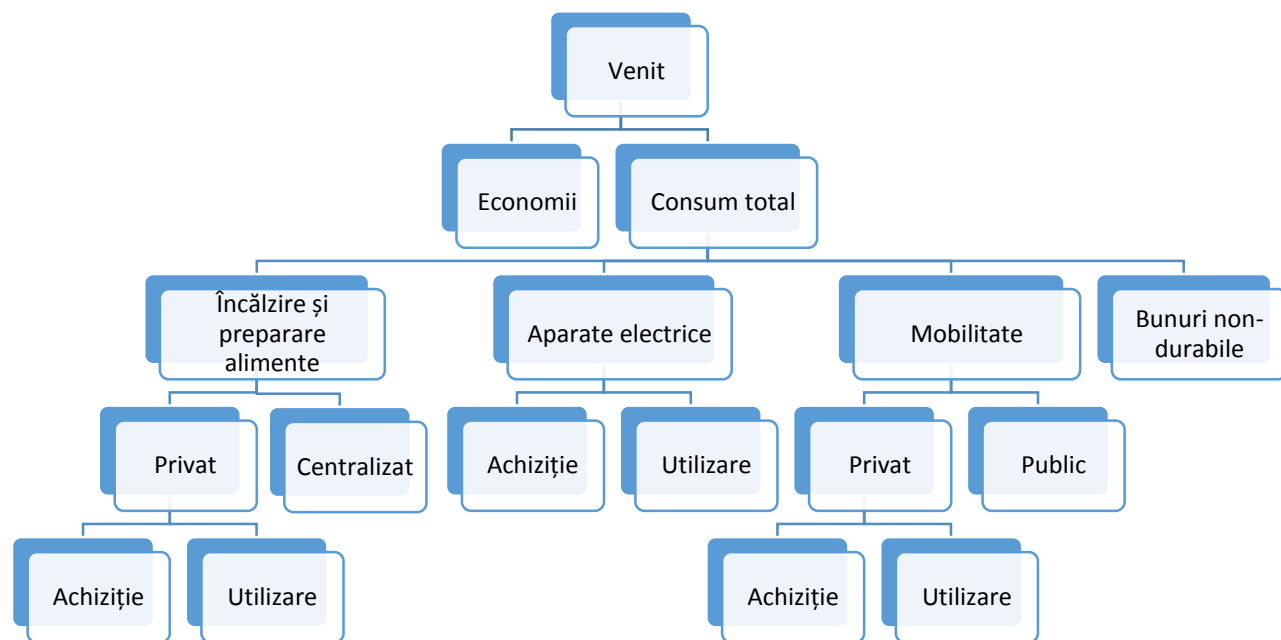 Venit
Economii
Consum total
Încălzire și
preparare
alimente
Aparate electrice
Mobilitate
Bunuri non-
durabile
Privat
Centralizat
Achiziție
Utilizare
Privat
Public
Achiziție
Utilizare
Achiziție
Utilizare